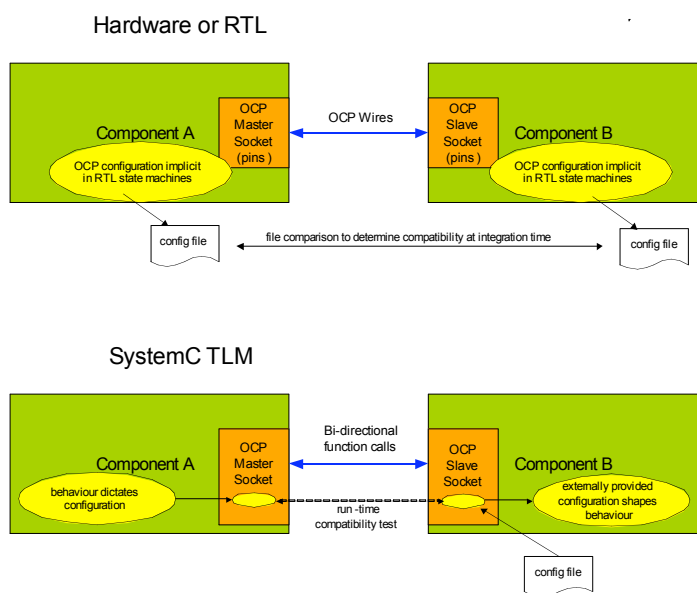 Hardware or RTL
Component A
OCP
Master
Socket
(pins )
OCP Wires
OCP
Slave
Socket
(pins )
Component B
OCP configuration implicit
in RTL state machines
OCP configuration implicit
in RTL state machines
config file
file comparison to determine compatibility at integration time
config file
SystemC TLM
Component A
OCP
Master
Socket
Bi-directional
function calls
OCP
Slave
Socket
Component B
behaviour dictates
configuration
run -time
compatibility test
externally provided
configuration shapes
behaviour
config file